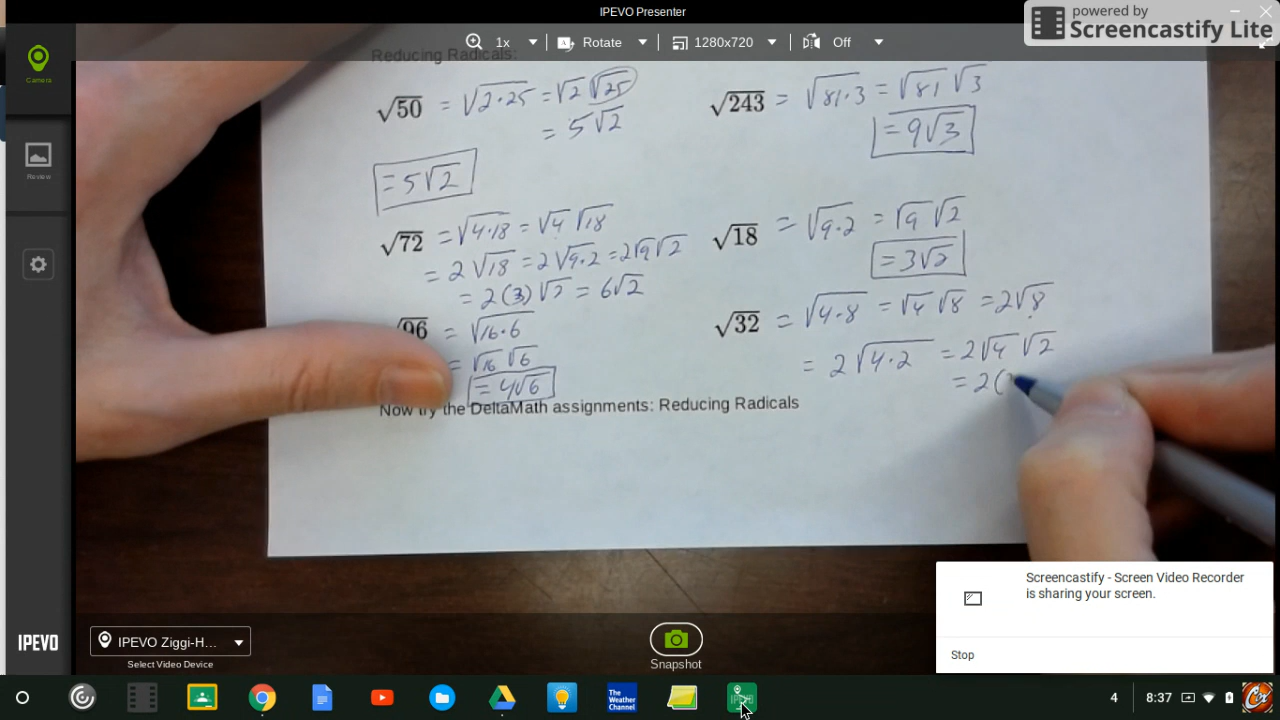 IPEVO Presenter
powered by
Screencastify Lite
Camera
1x Rotate 1280x720 Off
Reducing Radicals:
√50 = √2·25 = √2 √25
= 5√2
= 5√2
√243 = √81·3 = √81 √3
= 9√3
√72 = √4·18 = √4 √18
= 2√18 = 2√9·2 = 2√9√2
= 2(3)√2 = 6√2
√18 = √9·2 = √9 √2
= 3√2
√96 = √16·6
= √16 √6
= 4√6
√32 = √4·8 = √4 √8 = 2√8
= 2√4·2 = 2√4 √2
= 2(
Now try the DeltaMath assignments: Reducing Radicals
Review
IPEVO
IPEVO Ziggi-H...
Select Video Device
Snapshot
Screencastify - Screen Video Recorder
is sharing your screen.
Stop
The
Weather
Channel
IPEVO
4 8:37